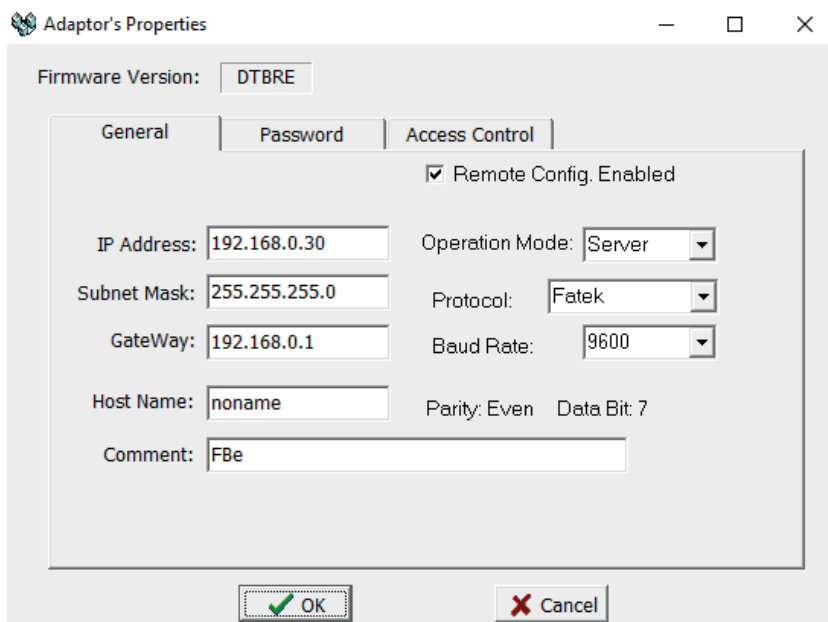 Adaptor's Properties
Firmware Version: DTBRE
General Password Access Control
Remote Config. Enabled
IP Address: 192.168.0.30 Operation Mode: Server
Subnet Mask: 255.255.255.0 Protocol: Fatek
GateWay: 192.168.0.1 Baud Rate: 9600
Host Name: noname Parity: Even Data Bit: 7
Comment: FBe
OK Cancel